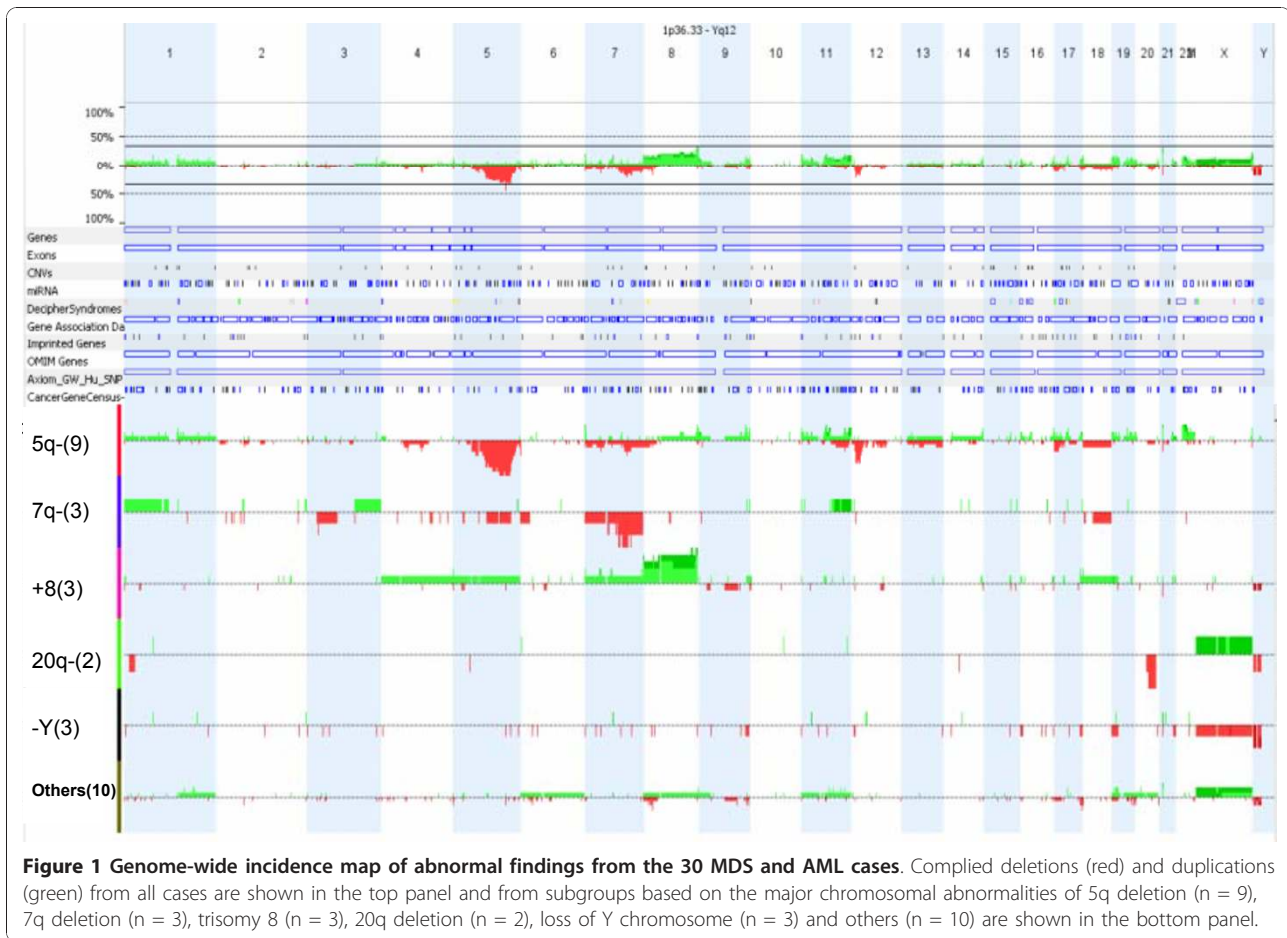 1p36.33 - Yq12
1 2 3 4 5 6 7 8 9 10 11 12 13 14 15 16 17 18 19 20 21 X Y
100%
50%
0%
50%
100%
Genes
Exons
CNVs
miRNA
DecipherSyndromes
Gene Association Da
Imprinted Genes
OMIM Genes
Axiom_GW_Hu_SNP
CancerGeneCensus-
5q-(9)
7q-(3)
+8(3)
20q-(2)
-Y(3)
Others(10)
Figure 1 Genome-wide incidence map of abnormal findings from the 30 MDS and AML cases. Complied deletions (red) and duplications
(green) from all cases are shown in the top panel and from subgroups based on the major chromosomal abnormalities of 5q deletion (n = 9),
7q deletion (n = 3), trisomy 8 (n = 3), 20q deletion (n = 2), loss of Y chromosome (n = 3) and others (n = 10) are shown in the bottom panel.